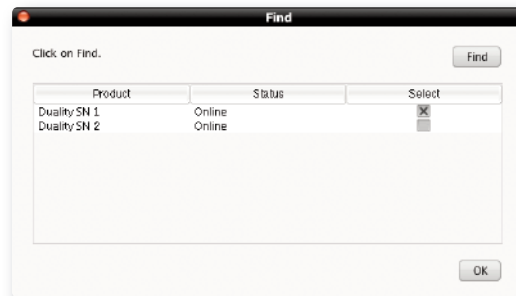 Find
Click on Find.
Find
Product Status Select
Duality SN 1 Online
Duality SN 2 Online
OK